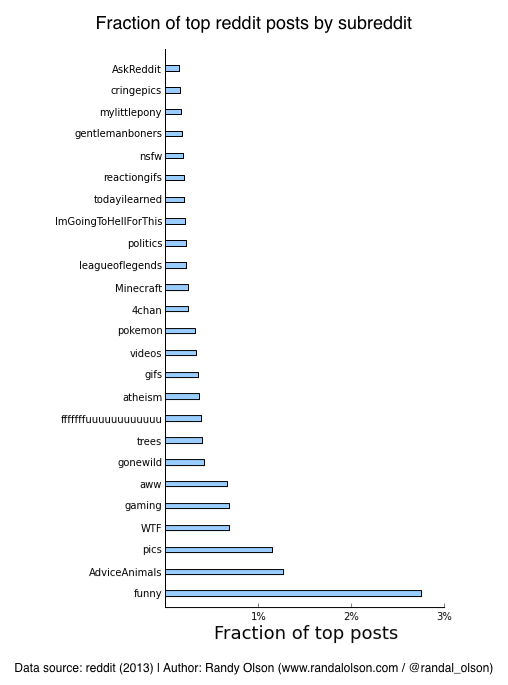 Fraction of top reddit posts by subreddit
AskReddit
cringepics
mylittlepony
gentlemanboners
nsfw
reactiongifs
todayilearned
ImGoingToHellForThis
politics
leagueoflegends
Minecraft
4chan
pokemon
videos
gifs
atheism
fffffffuuuuuuuuuuuu
trees
gonewild
aww
gaming
WTF
pics
AdviceAnimals
funny
1% 2% 3%
Fraction of top posts
Data source: reddit (2013) | Author: Randy Olson (www.randalolson.com / @randal_olson)